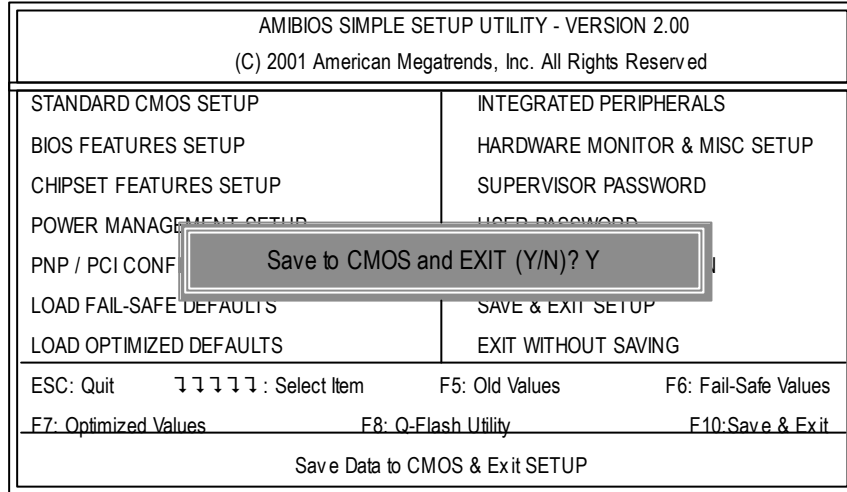 AMIBIOS SIMPLE SETUP UTILITY - VERSION 2.00
(C) 2001 American Megatrends, Inc. All Rights Reserved
STANDARD CMOS SETUP
INTEGRATED PERIPHERALS
BIOS FEATURES SETUP
HARDWARE MONITOR & MISC SETUP
CHIPSET FEATURES SETUP
SUPERVISOR PASSWORD
POWER MANAGEMENT SETUP
USER PASSWORD
PNP / PCI CONF
Save to CMOS and EXIT (Y/N)? Y
LOAD FAIL-SAFE DEFAULTS
SAVE & EXIT SETUP
LOAD OPTIMIZED DEFAULTS
EXIT WITHOUT SAVING
ESC: Quit : Select Item F5: Old Values F6: Fail-Safe Values
F7: Optimized Values F8: Q-Flash Utility F10:Save & Exit
Save Data to CMOS & Exit SETUP